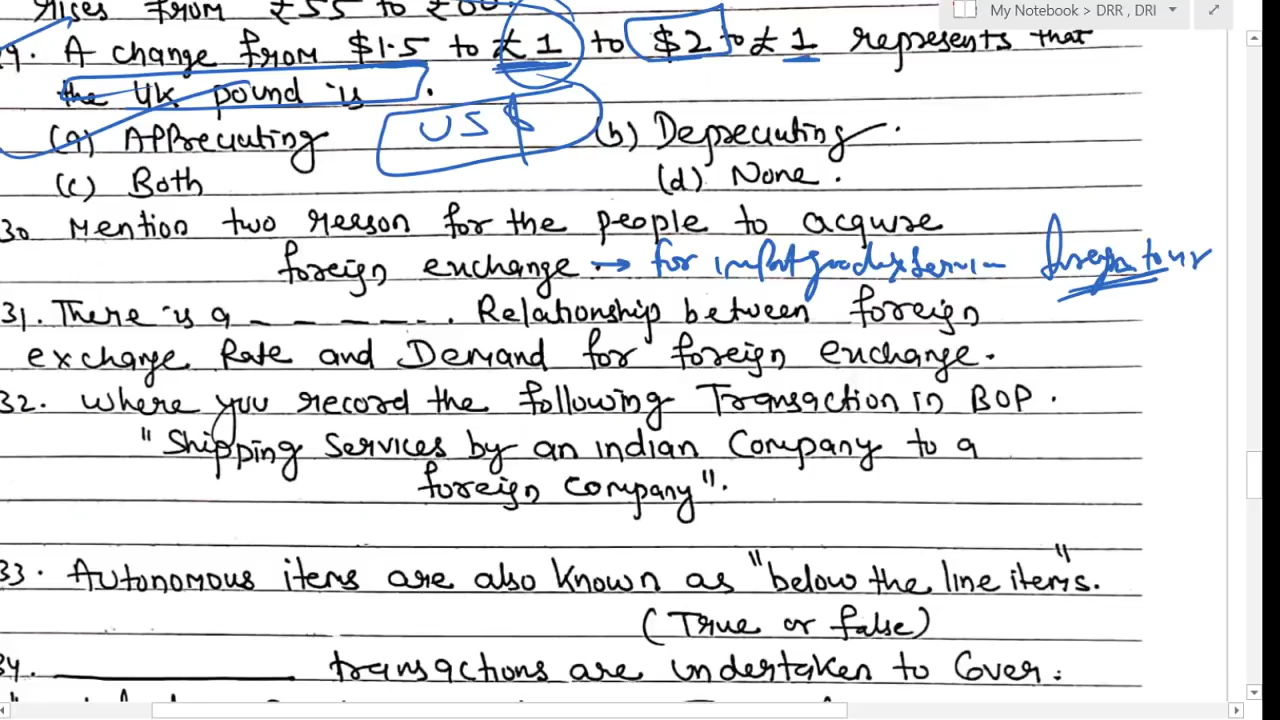 rises from ₹55 to ₹60.
My Notebook > DRR , DRI
29. A change from $1.5 to £1 to $2 to £1 represents that
the UK pound is .
US $
(a) Appreciating (b) Depreciating .
(c) Both (d) None .
30 Mention two reason for the people to acquire
foreign exchange. → for import goods & servi foreign tour
31. There is a _ _ _ _ _ . Relationship between foreign
exchange Rate and Demand for foreign exchange.
32. where you record the following Transaction in BOP .
"Shipping Services by an indian Company to a
foreign company".
33. Autonomous items are also known as "below the line items".
(True or false)
34. __________ transactions are undertaken to Cover :